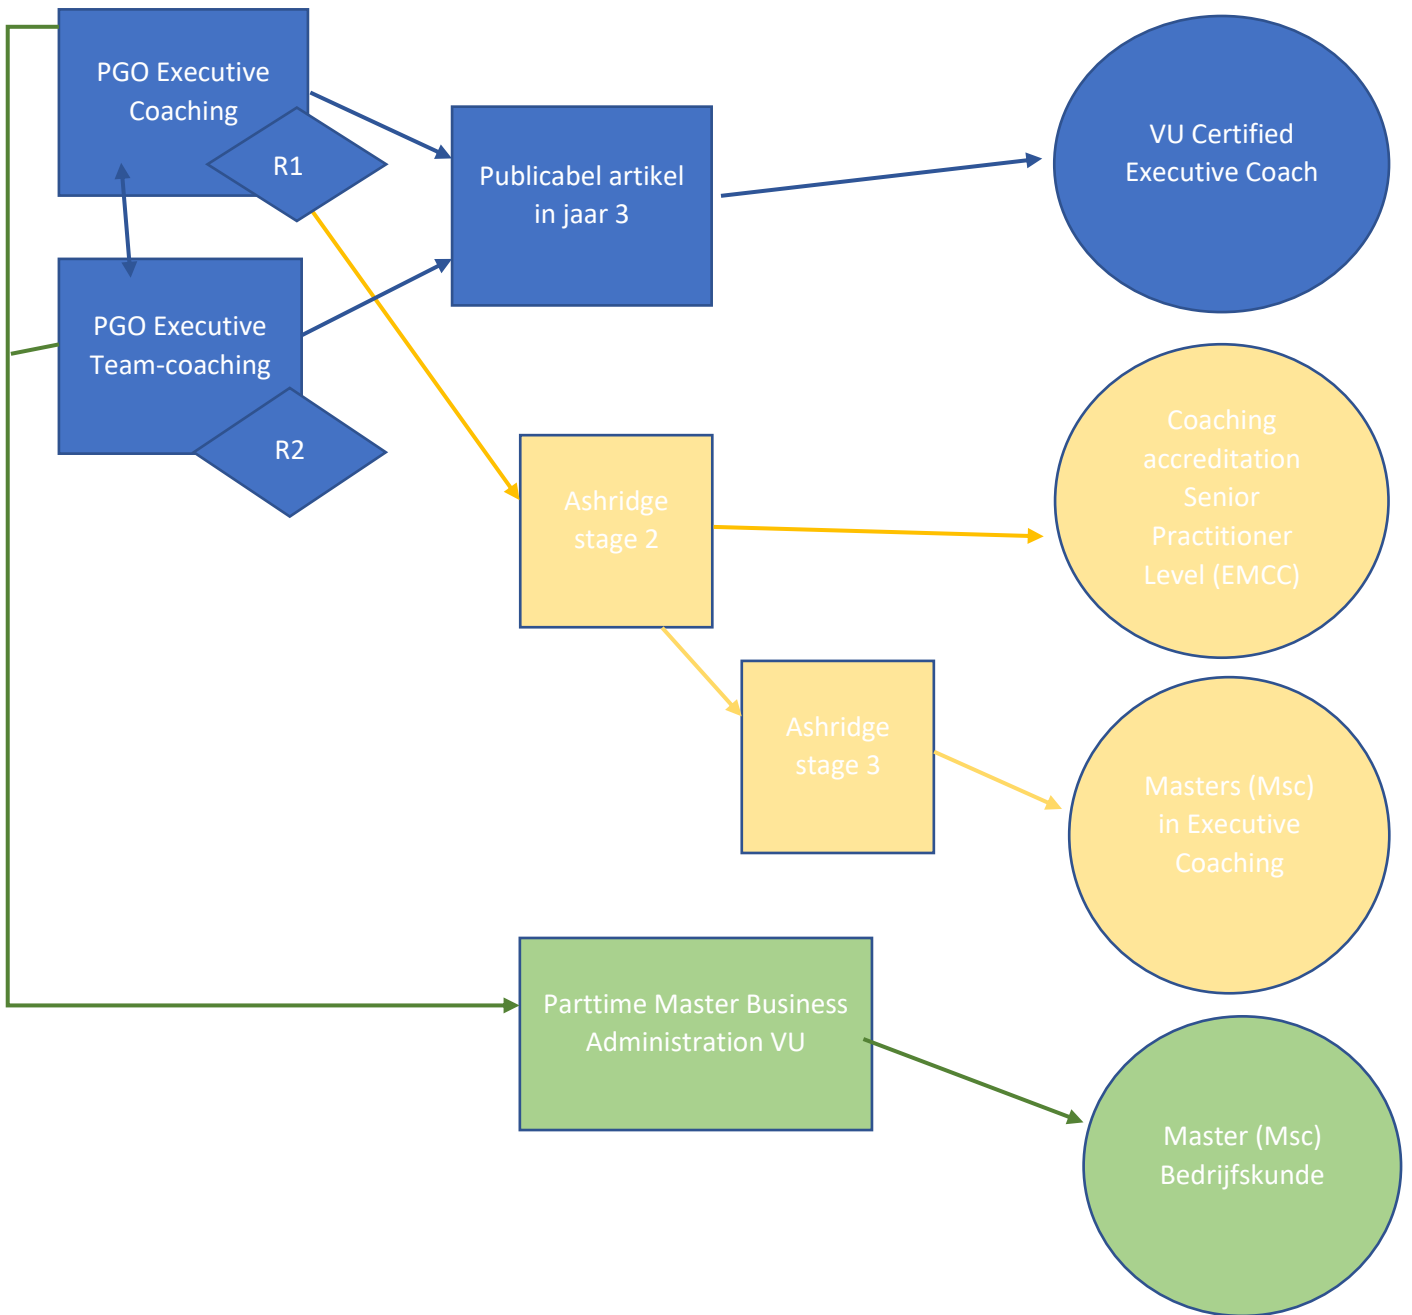 PGO Executive
Coaching
R1
PGO Executive
Team-coaching
R2
Publicabel artikel
in jaar 3
VU Certified
Executive Coach
Ashridge
stage 2
Coaching
accreditation
Senior
Practitioner
Level (EMCC)
Ashridge
stage 3
Masters (Msc)
in Executive
Coaching
Parttime Master Business
Administration VU
Master (Msc)
Bedrijfskunde